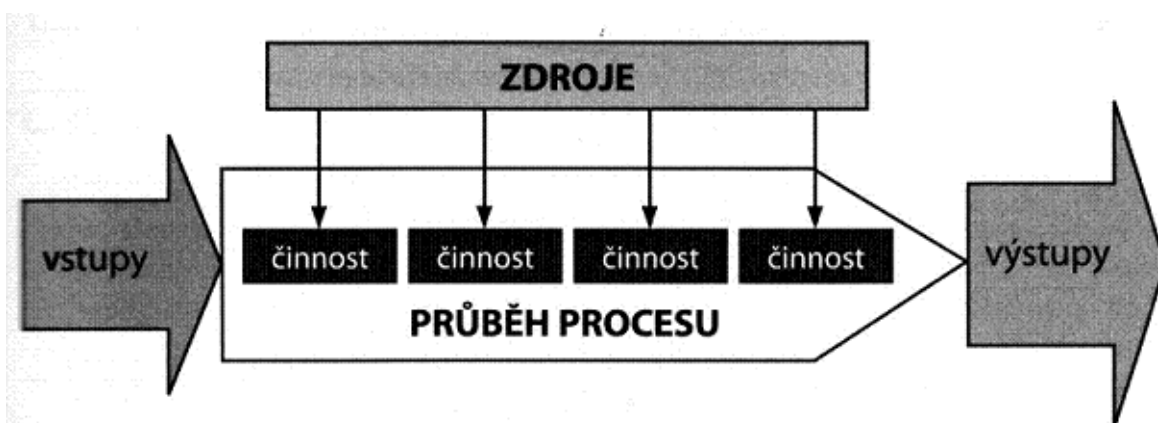 ZDROJE
vstupy
činnost
činnost
činnost
činnost
výstupy
PRŮBĚH PROCESU